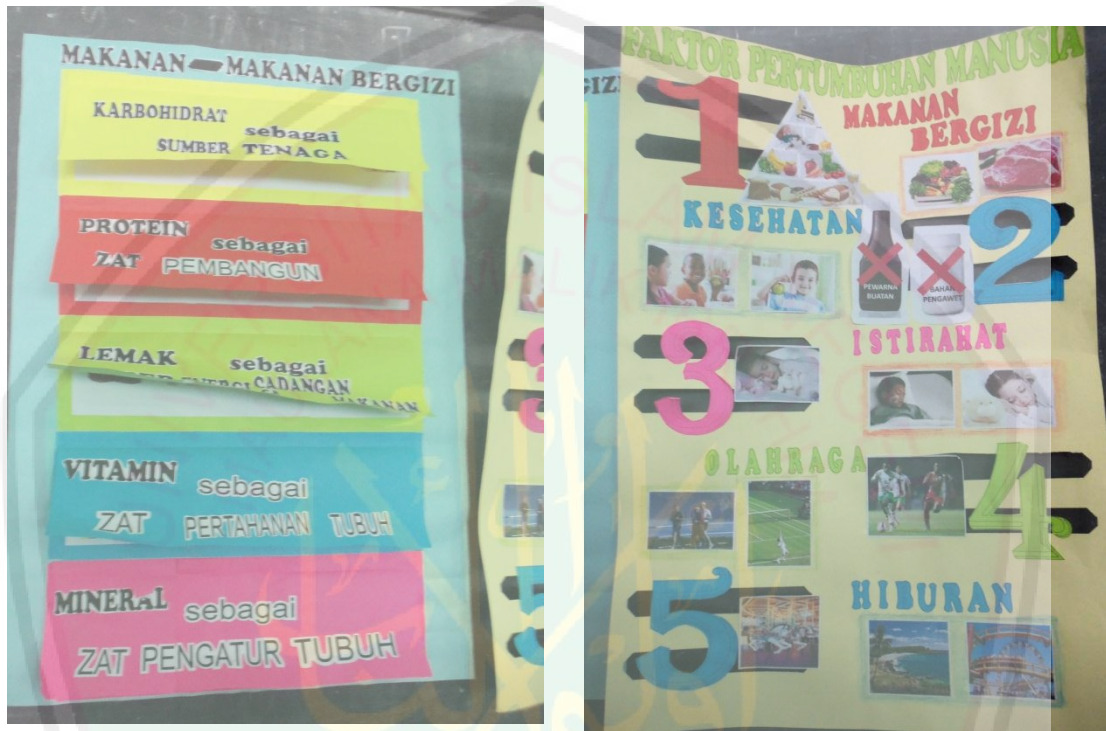 MAKANAN - MAKANAN BERGIZI
KARBOHIDRAT
sebagai
SUMBER TENAGA
PROTEIN
sebagai
ZAT PEMBANGUN
LEMAK sebagai
CADANGAN
MAKANAN
VITAMIN
sebagai
ZAT PERTAHANAN TUBUH
MINERAL
sebagai
ZAT PENGATUR TUBUH
GIZI
FAKTOR PERTUMBUHAN MANUSIA
1
MAKANAN
BERGIZI
KESEHATAN
2
PEWARNA
BUATAN
BAHAN
PENGAWET
3
ISTIRAHAT
OLAHRAGA
4
5
HIBURAN